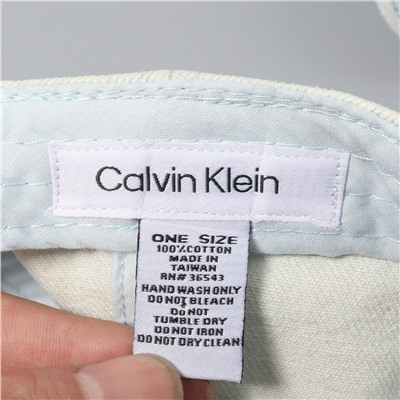 Calvin Klein
ONE SIZE
100%COTTON
MADE IN
TAIWAN
RN# 36543
HAND WASH ONLY
DO NOT BLEACH
DO NOT
TUMBLE DRY
DO NOT IRON
DO NOT DRY CLEAN